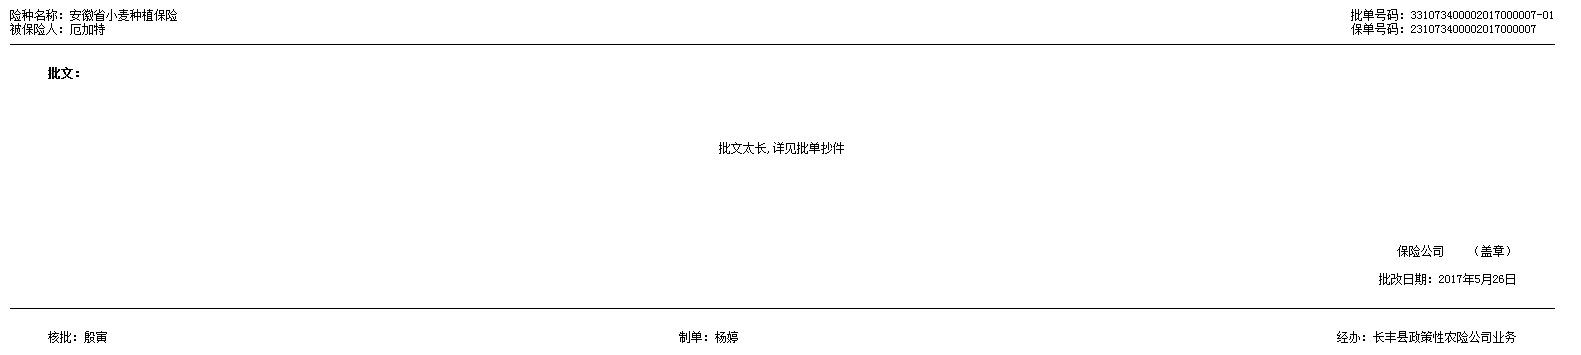 险种名称：安徽省小麦种植保险 批单号码：331073400002017000007-01
被保险人：厄加特 保单号码：231073400002017000007
批文：
批文太长,详见批单抄件
保险公司 （盖章）
批改日期：2017年5月26日
核批：殷寅 制单：杨婷 经办：长丰县政策性农险公司业务